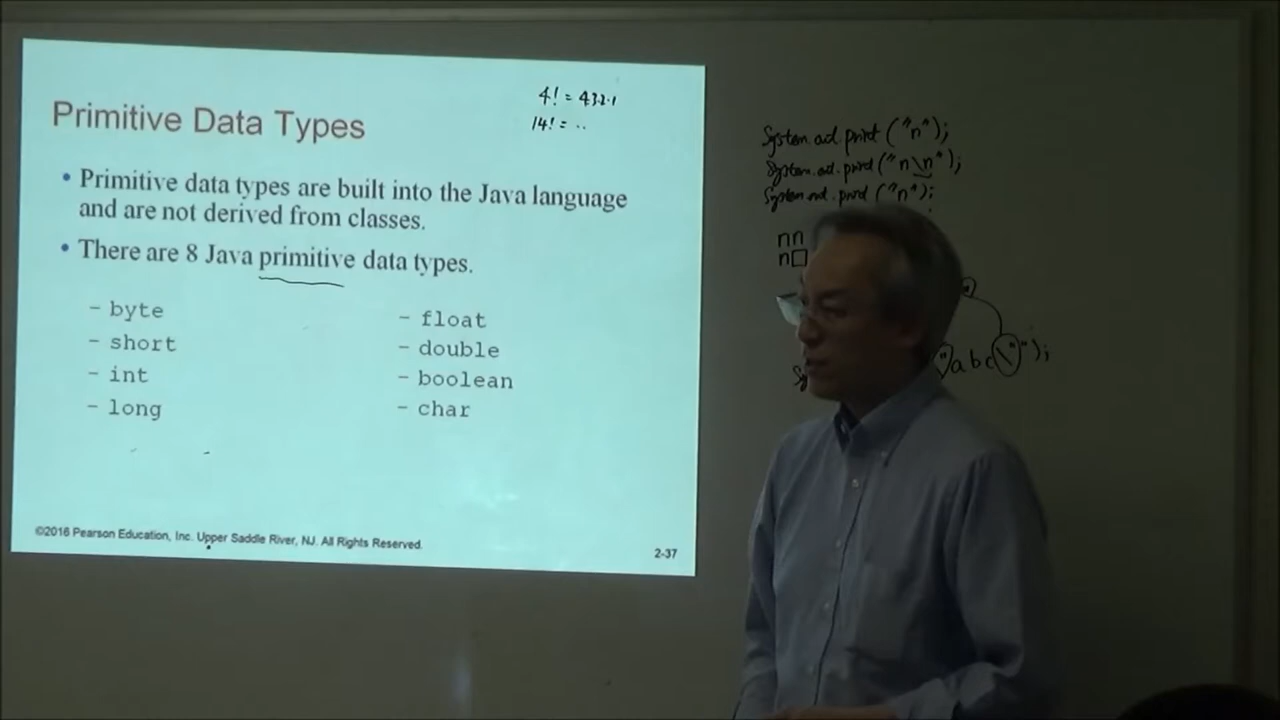 Primitive Data Types
4! = 4·3·2·1
14! = ..
• Primitive data types are built into the Java language
and are not derived from classes.
• There are 8 Java primitive data types.
– byte
– short
– int
– long
– float
– double
– boolean
– char
©2016 Pearson Education, Inc. Upper Saddle River, NJ. All Rights Reserved.
2-37
System.out.print("n");
System.out.print("n\n");
System.out.print("n");
nn
n
abc\"");